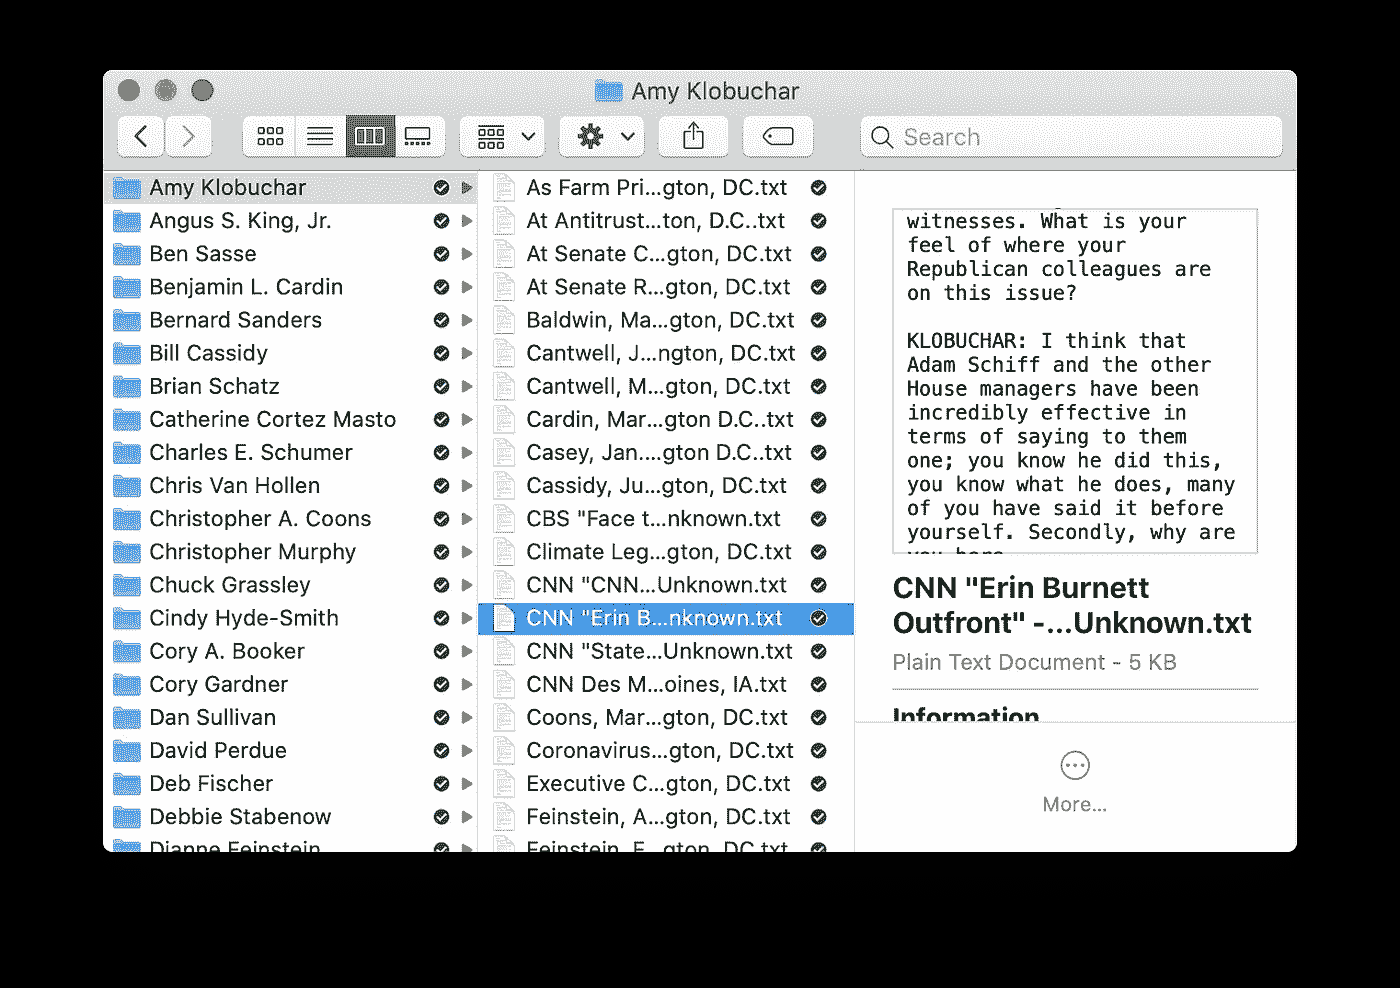 Amy Klobuchar
Search
Amy Klobuchar
Angus S. King, Jr.
Ben Sasse
Benjamin L. Cardin
Bernard Sanders
Bill Cassidy
Brian Schatz
Catherine Cortez Masto
Charles E. Schumer
Chris Van Hollen
Christopher A. Coons
Christopher Murphy
Chuck Grassley
Cindy Hyde-Smith
Cory A. Booker
Cory Gardner
Dan Sullivan
David Perdue
Deb Fischer
Debbie Stabenow
Dianne Feinstein
As Farm Pri...gton, DC.txt
At Antitrust...ton, D.C..txt
At Senate C...gton, DC.txt
At Senate R...gton, DC.txt
Baldwin, Ma...gton, DC.txt
Cantwell, J...ngton, DC.txt
Cantwell, M...gton, DC.txt
Cardin, Mar...gton D.C..txt
Casey, Jan....gton D.C..txt
Cassidy, Ju...gton, DC.txt
CBS "Face t...nknown.txt
Climate Leg...gton, DC.txt
CNN "CNN...Unknown.txt
CNN "Erin B...nknown.txt
CNN "State...Unknown.txt
CNN Des M...oines, IA.txt
Coons, Mar...gton, DC.txt
Coronavirus...gton, DC.txt
Executive C...gton, DC.txt
Feinstein, A...gton, DC.txt
Feinstein, F...gton, DC.txt
witnesses. What is your
feel of where your
Republican colleagues are
on this issue?
KLOBUCHAR: I think that
Adam Schiff and the other
House managers have been
incredibly effective in
terms of saying to them
one; you know he did this,
you know what he does, many
of you have said it before
yourself. Secondly, why are
you here
CNN "Erin Burnett
Outfront" -...Unknown.txt
Plain Text Document - 5 KB
Information
More...